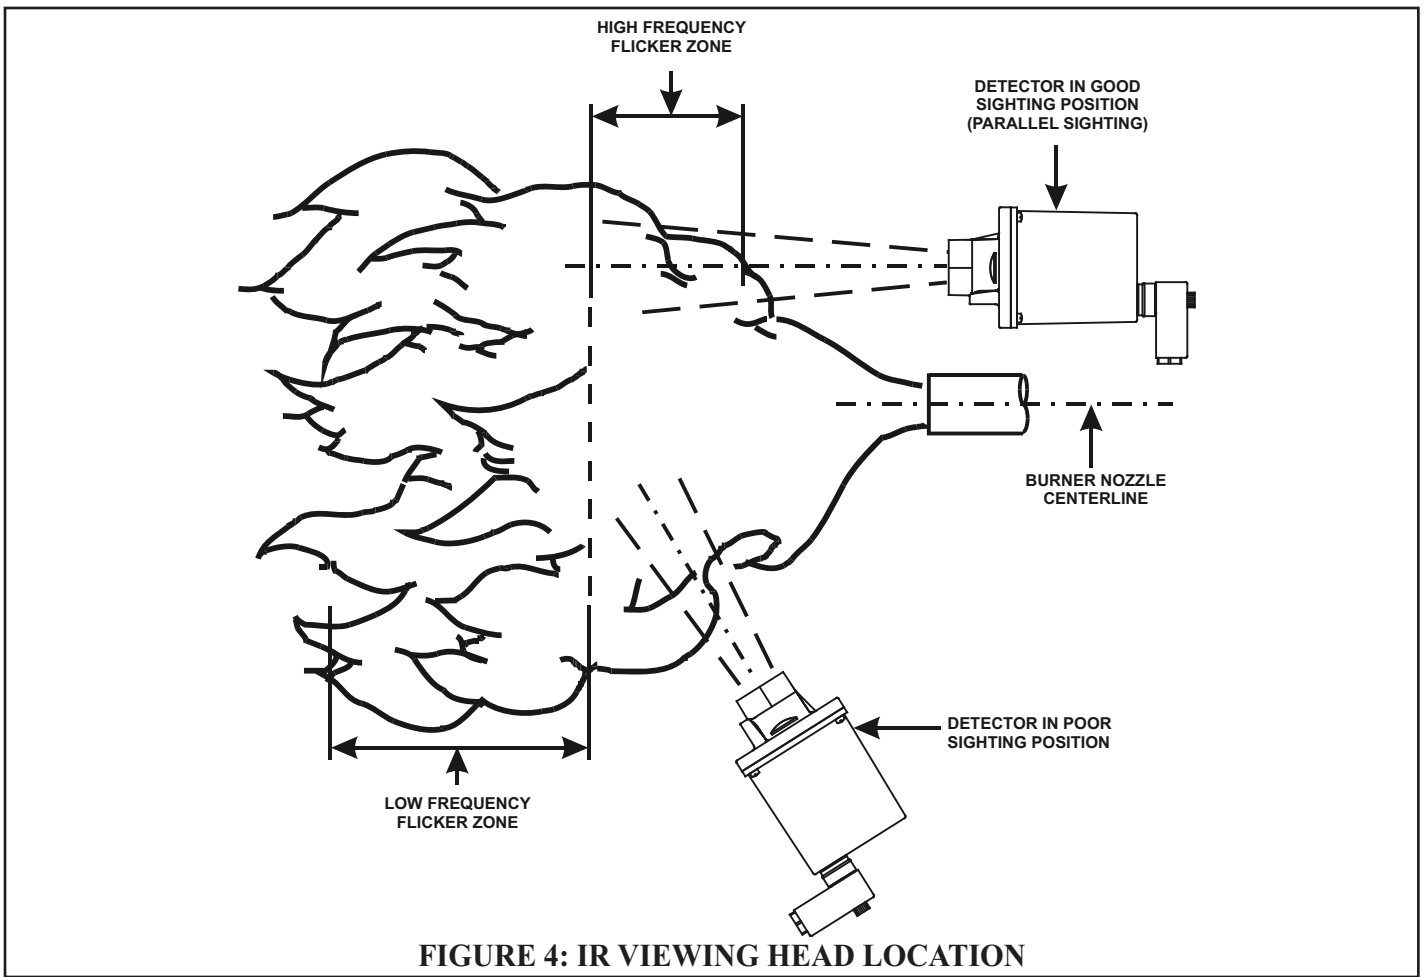 HIGH FREQUENCY
FLICKER ZONE
DETECTOR IN GOOD
SIGHTING POSITION
(PARALLEL SIGHTING)
BURNER NOZZLE
CENTERLINE
DETECTOR IN POOR
SIGHTING POSITION
LOW FREQUENCY
FLICKER ZONE
FIGURE 4: IR VIEWING HEAD LOCATION